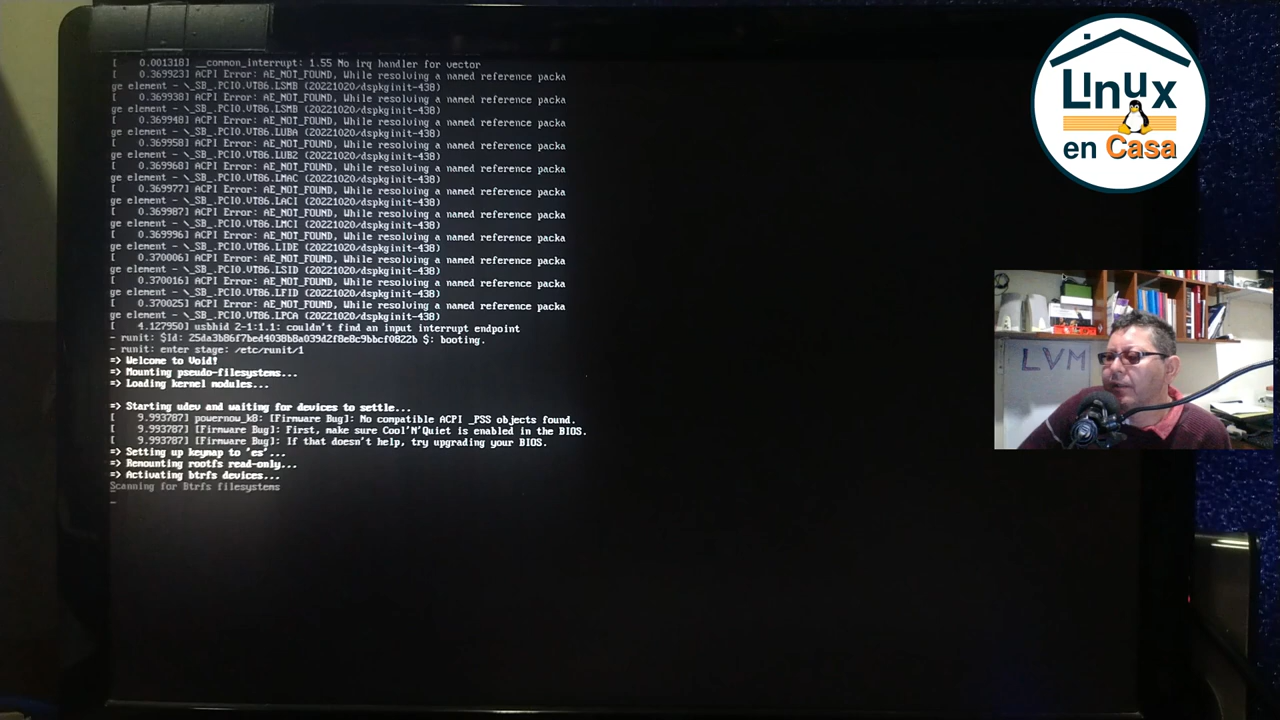 [    0.001318] __common_interrupt: 1.55 No irq handler for vector
[    0.369923] ACPI Error: AE_NOT_FOUND, While resolving a named reference packa
ge element - \_SB_.PCI0.VT86.LSMB (20221020/dspkginit-438)
[    0.369938] ACPI Error: AE_NOT_FOUND, While resolving a named reference packa
ge element - \_SB_.PCI0.VT86.LSMB (20221020/dspkginit-438)
[    0.369948] ACPI Error: AE_NOT_FOUND, While resolving a named reference packa
ge element - \_SB_.PCI0.VT86.LUBA (20221020/dspkginit-438)
[    0.369958] ACPI Error: AE_NOT_FOUND, While resolving a named reference packa
ge element - \_SB_.PCI0.VT86.LUB2 (20221020/dspkginit-438)
[    0.369968] ACPI Error: AE_NOT_FOUND, While resolving a named reference packa
ge element - \_SB_.PCI0.VT86.LMAC (20221020/dspkginit-438)
[    0.369977] ACPI Error: AE_NOT_FOUND, While resolving a named reference packa
ge element - \_SB_.PCI0.VT86.LACI (20221020/dspkginit-438)
[    0.369987] ACPI Error: AE_NOT_FOUND, While resolving a named reference packa
ge element - \_SB_.PCI0.VT86.LMCI (20221020/dspkginit-438)
[    0.369996] ACPI Error: AE_NOT_FOUND, While resolving a named reference packa
ge element - \_SB_.PCI0.VT86.LIDE (20221020/dspkginit-438)
[    0.370006] ACPI Error: AE_NOT_FOUND, While resolving a named reference packa
ge element - \_SB_.PCI0.VT86.LSID (20221020/dspkginit-438)
[    0.370016] ACPI Error: AE_NOT_FOUND, While resolving a named reference packa
ge element - \_SB_.PCI0.VT86.LFID (20221020/dspkginit-438)
[    0.370025] ACPI Error: AE_NOT_FOUND, While resolving a named reference packa
ge element - \_SB_.PCI0.VT86.LPCA (20221020/dspkginit-438)
[    4.127950] usbhid 2-1:1.1: couldn't find an input interrupt endpoint
- runit: $Id: 25da3b86f7bed4038b8a039d2f8e8c9bbcf0822b $: booting.
- runit: enter stage: /etc/runit/1
=> Welcome to Void!
=> Mounting pseudo-filesystems...
=> Loading kernel modules...
=> Starting udev and waiting for devices to settle...
[    9.993787] powernow_k8: [Firmware Bug]: No compatible ACPI _PSS objects found.
[    9.993787] [Firmware Bug]: First, make sure Cool'N'Quiet is enabled in the BIOS.
[    9.993787] [Firmware Bug]: If that doesn't help, try upgrading your BIOS.
=> Setting up keymap to 'es'...
=> Remounting rootfs read-only...
=> Activating btrfs devices...
Scanning for Btrfs filesystems
Linux
en Casa
LVM